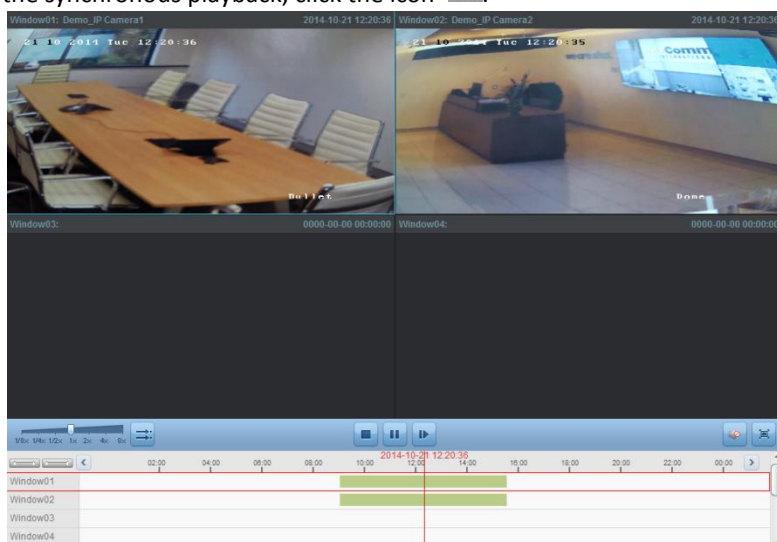 the synchronous playback, click the icon .
Window01: Demo_IP Camera1 2014-10-21 12:20:36 Window02: Demo_IP Camera2 2014-10-21 12:20:36
21-10-2014 Tue 12:20:36 21-10-2014 Tue 12:20:35
Comm
Bullet Dome
Window03: 0000-00-00 00:00:00 Window04: 0000-00-00 00:00:00
1/8x 1/4x 1/2x 1x 2x 4x 8x
2014-10-21 12:20:36
02:00 04:00 06:00 08:00 10:00 12:00 14:00 16:00 18:00 20:00 22:00 00:00
Window01
Window02
Window03
Window04